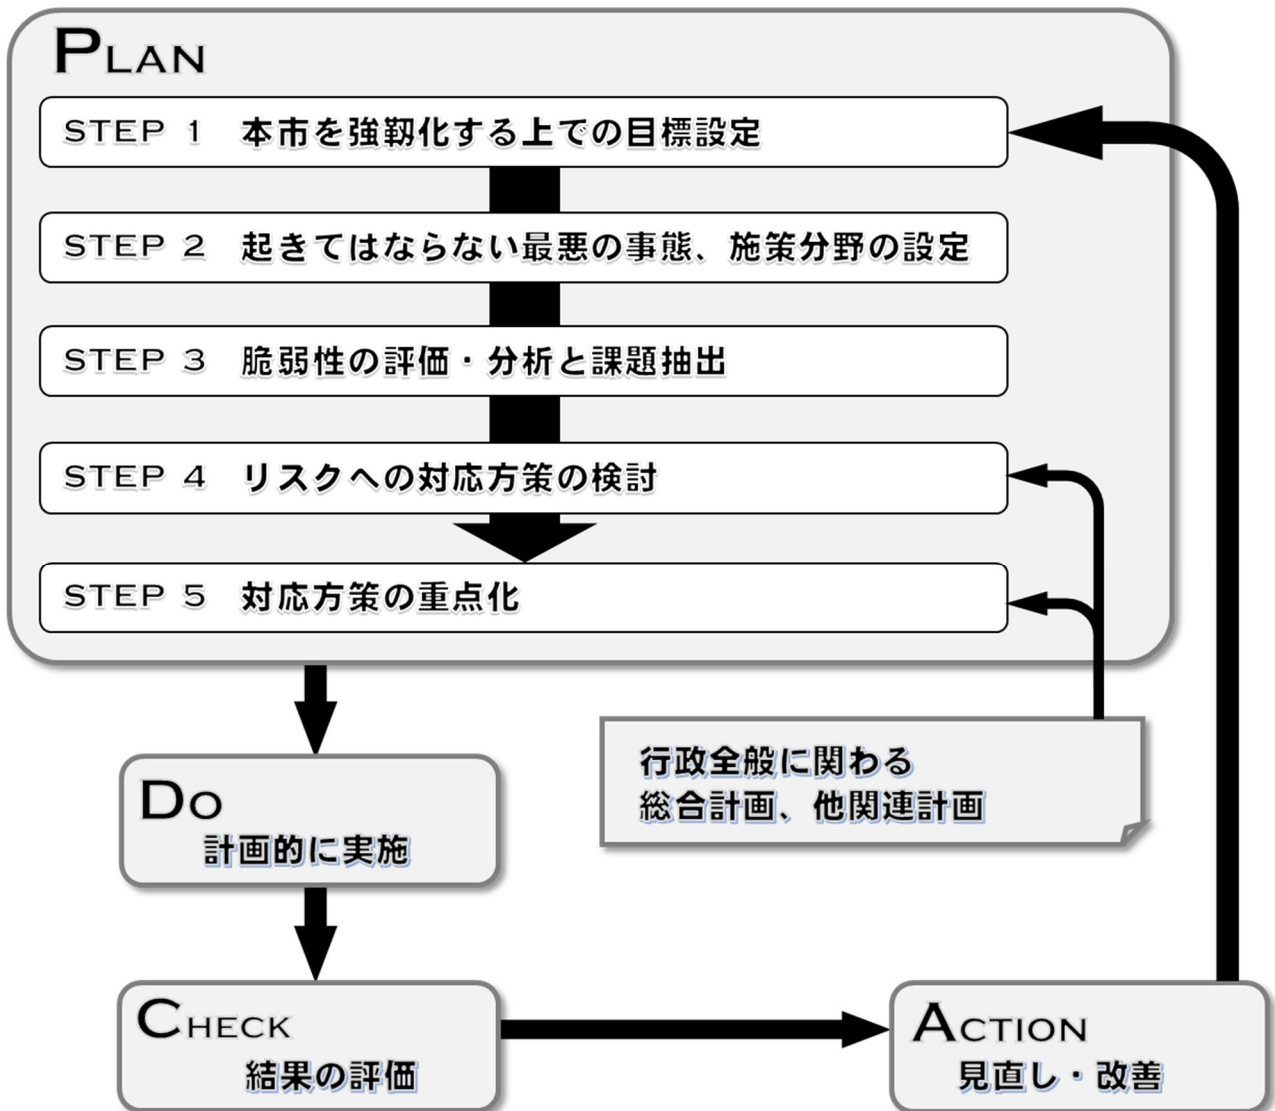 PLAN
STEP 1 本市を強靱化する上での目標設定
STEP 2 起きてはならない最悪の事態、施策分野の設定
STEP 3 脆弱性の評価・分析と課題抽出
STEP 4 リスクへの対応方策の検討
STEP 5 対応方策の重点化
行政全般に関わる
総合計画、他関連計画
DO
計画的に実施
CHECK
結果の評価
ACTION
見直し・改善